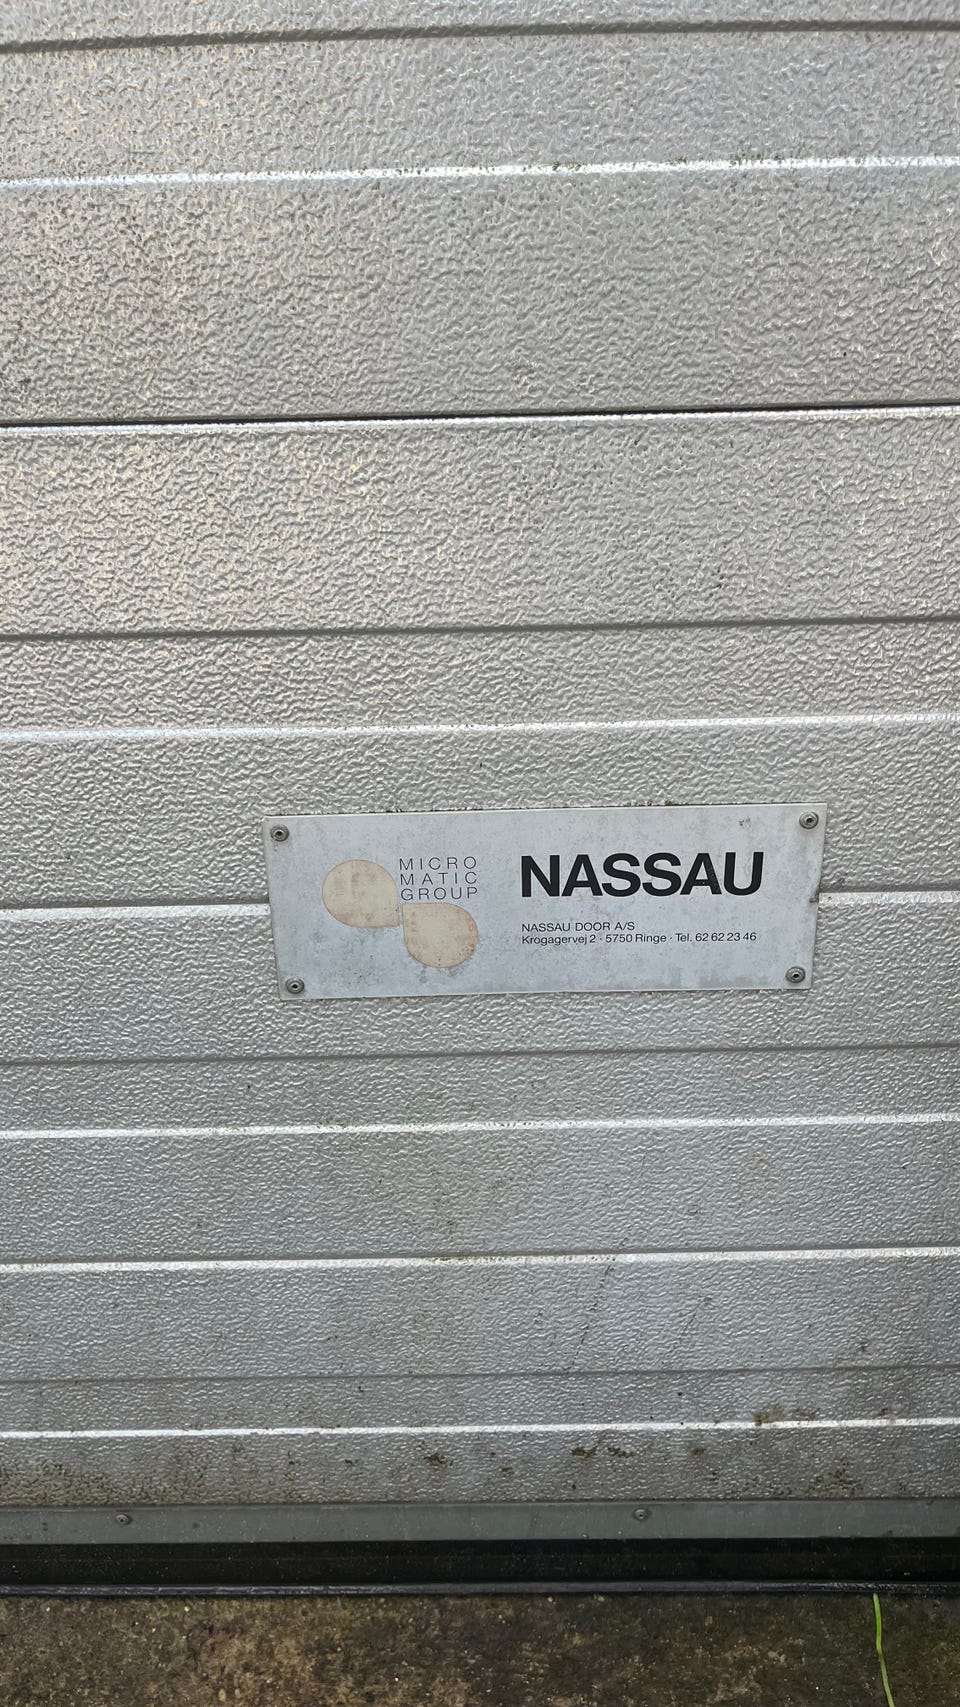 MICRO
MATIC
GROUP
NASSAU
NASSAU DOOR A/S
Krogagervej 2 · 5750 Ringe · Tel. 62 62 23 46